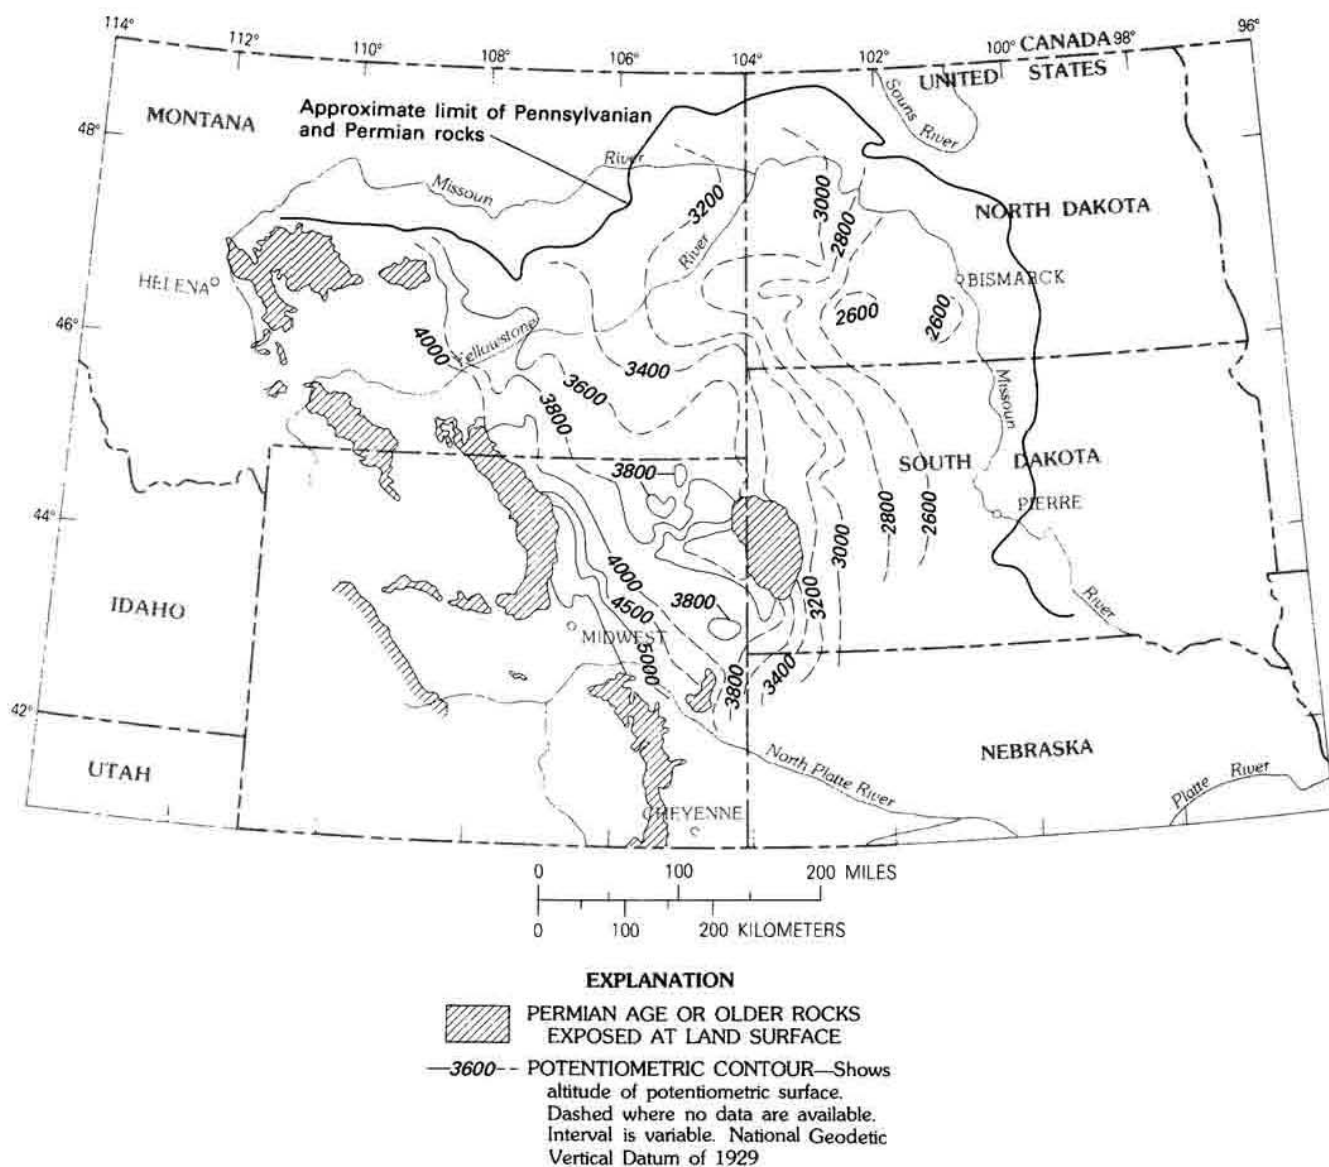 114°
112°
110°
108°
106°
104°
102°
100°
CANADA
98°
96°
UNITED STATES
MONTANA
Approximate limit of Pennsylvanian
and Permian rocks
Souris
River
48°
Missouri
River
3200
3000
2800
NORTH DAKOTA
River
HELENA
BISMARCK
2600
2600
46°
4000
Yellowstone
3400
3600
3800
Missouri
3800
SOUTH DAKOTA
2800
2600
PIERRE
44°
3000
4000
4500
3800
3200
IDAHO
MIDWEST
5000
River
3800
3400
42°
UTAH
NEBRASKA
North Platte River
Platte River
CHEYENNE
0 100 200 MILES
0 100 200 KILOMETERS
EXPLANATION
PERMIAN AGE OR OLDER ROCKS
EXPOSED AT LAND SURFACE
—3600-- POTENTIOMETRIC CONTOUR—Shows
altitude of potentiometric surface.
Dashed where no data are available.
Interval is variable. National Geodetic
Vertical Datum of 1929